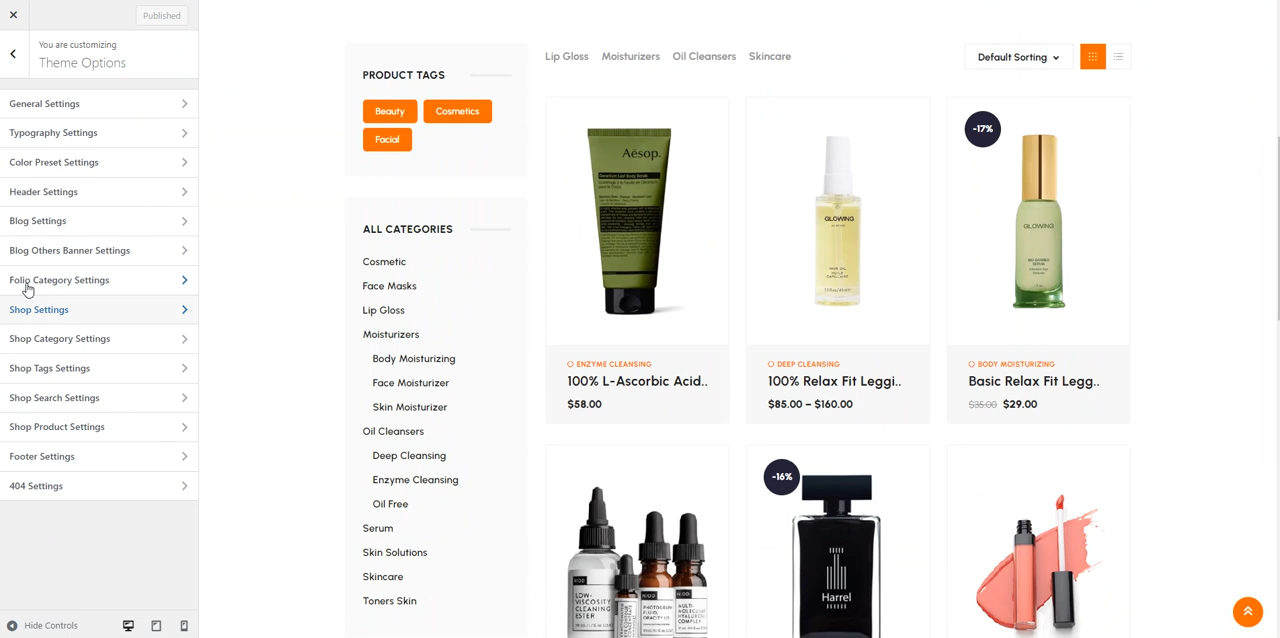 Published
You are customizing
Theme Options
General Settings
Typography Settings
Color Preset Settings
Header Settings
Blog Settings
Blog Others Banner Settings
Folio Category Settings
Shop Settings
Shop Category Settings
Shop Tags Settings
Shop Search Settings
Shop Product Settings
Footer Settings
404 Settings
Hide Controls
PRODUCT TAGS
Beauty Cosmetics
Facial
ALL CATEGORIES
Cosmetic
Face Masks
Lip Gloss
Moisturizers
Body Moisturizing
Face Moisturizer
Skin Moisturizer
Oil Cleansers
Deep Cleansing
Enzyme Cleansing
Oil Free
Serum
Skin Solutions
Skincare
Toners Skin
Lip Gloss Moisturizers Oil Cleansers Skincare
Default Sorting
Aēsop.
ENZYME CLEANSING
100% L-Ascorbic Acid..
$58.00
GLOWING
DEEP CLEANSING
100% Relax Fit Leggi..
$85.00 – $160.00
-17%
GLOWING
BODY MOISTURIZING
Basic Relax Fit Legg..
$35.00 $29.00
LOW-
VISCOSITY
CLEANING
ESTER
-16%
Harrel